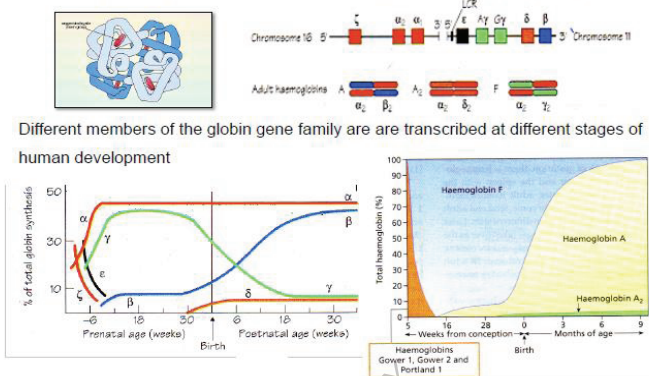 LCR
ζ α₂ α₁ 3' 5' ε Aγ Gγ δ β
Chromosome 16 5' 3' Chromosome 11
Adult haemoglobins A A₂ F
α₂ β₂ α₂ δ₂ α₂ γ₂
Different members of the globin gene family are are transcribed at different stages of
human development
% of total globin synthesis
50
30
10
α
γ
ε
ζ
β
δ
α
β
γ
-6 18 30 6 18 30
Prenatal age (weeks) Postnatal age (weeks)
Birth
Total haemoglobin (%)
100
90
80
70
60
50
40
30
20
10
0
Haemoglobin F
Haemoglobin A
Haemoglobin A₂
5 16 28 0 3 6 9
Weeks from conception Months of age
Birth
Haemoglobins
Gower 1, Gower 2 and
Portland 1